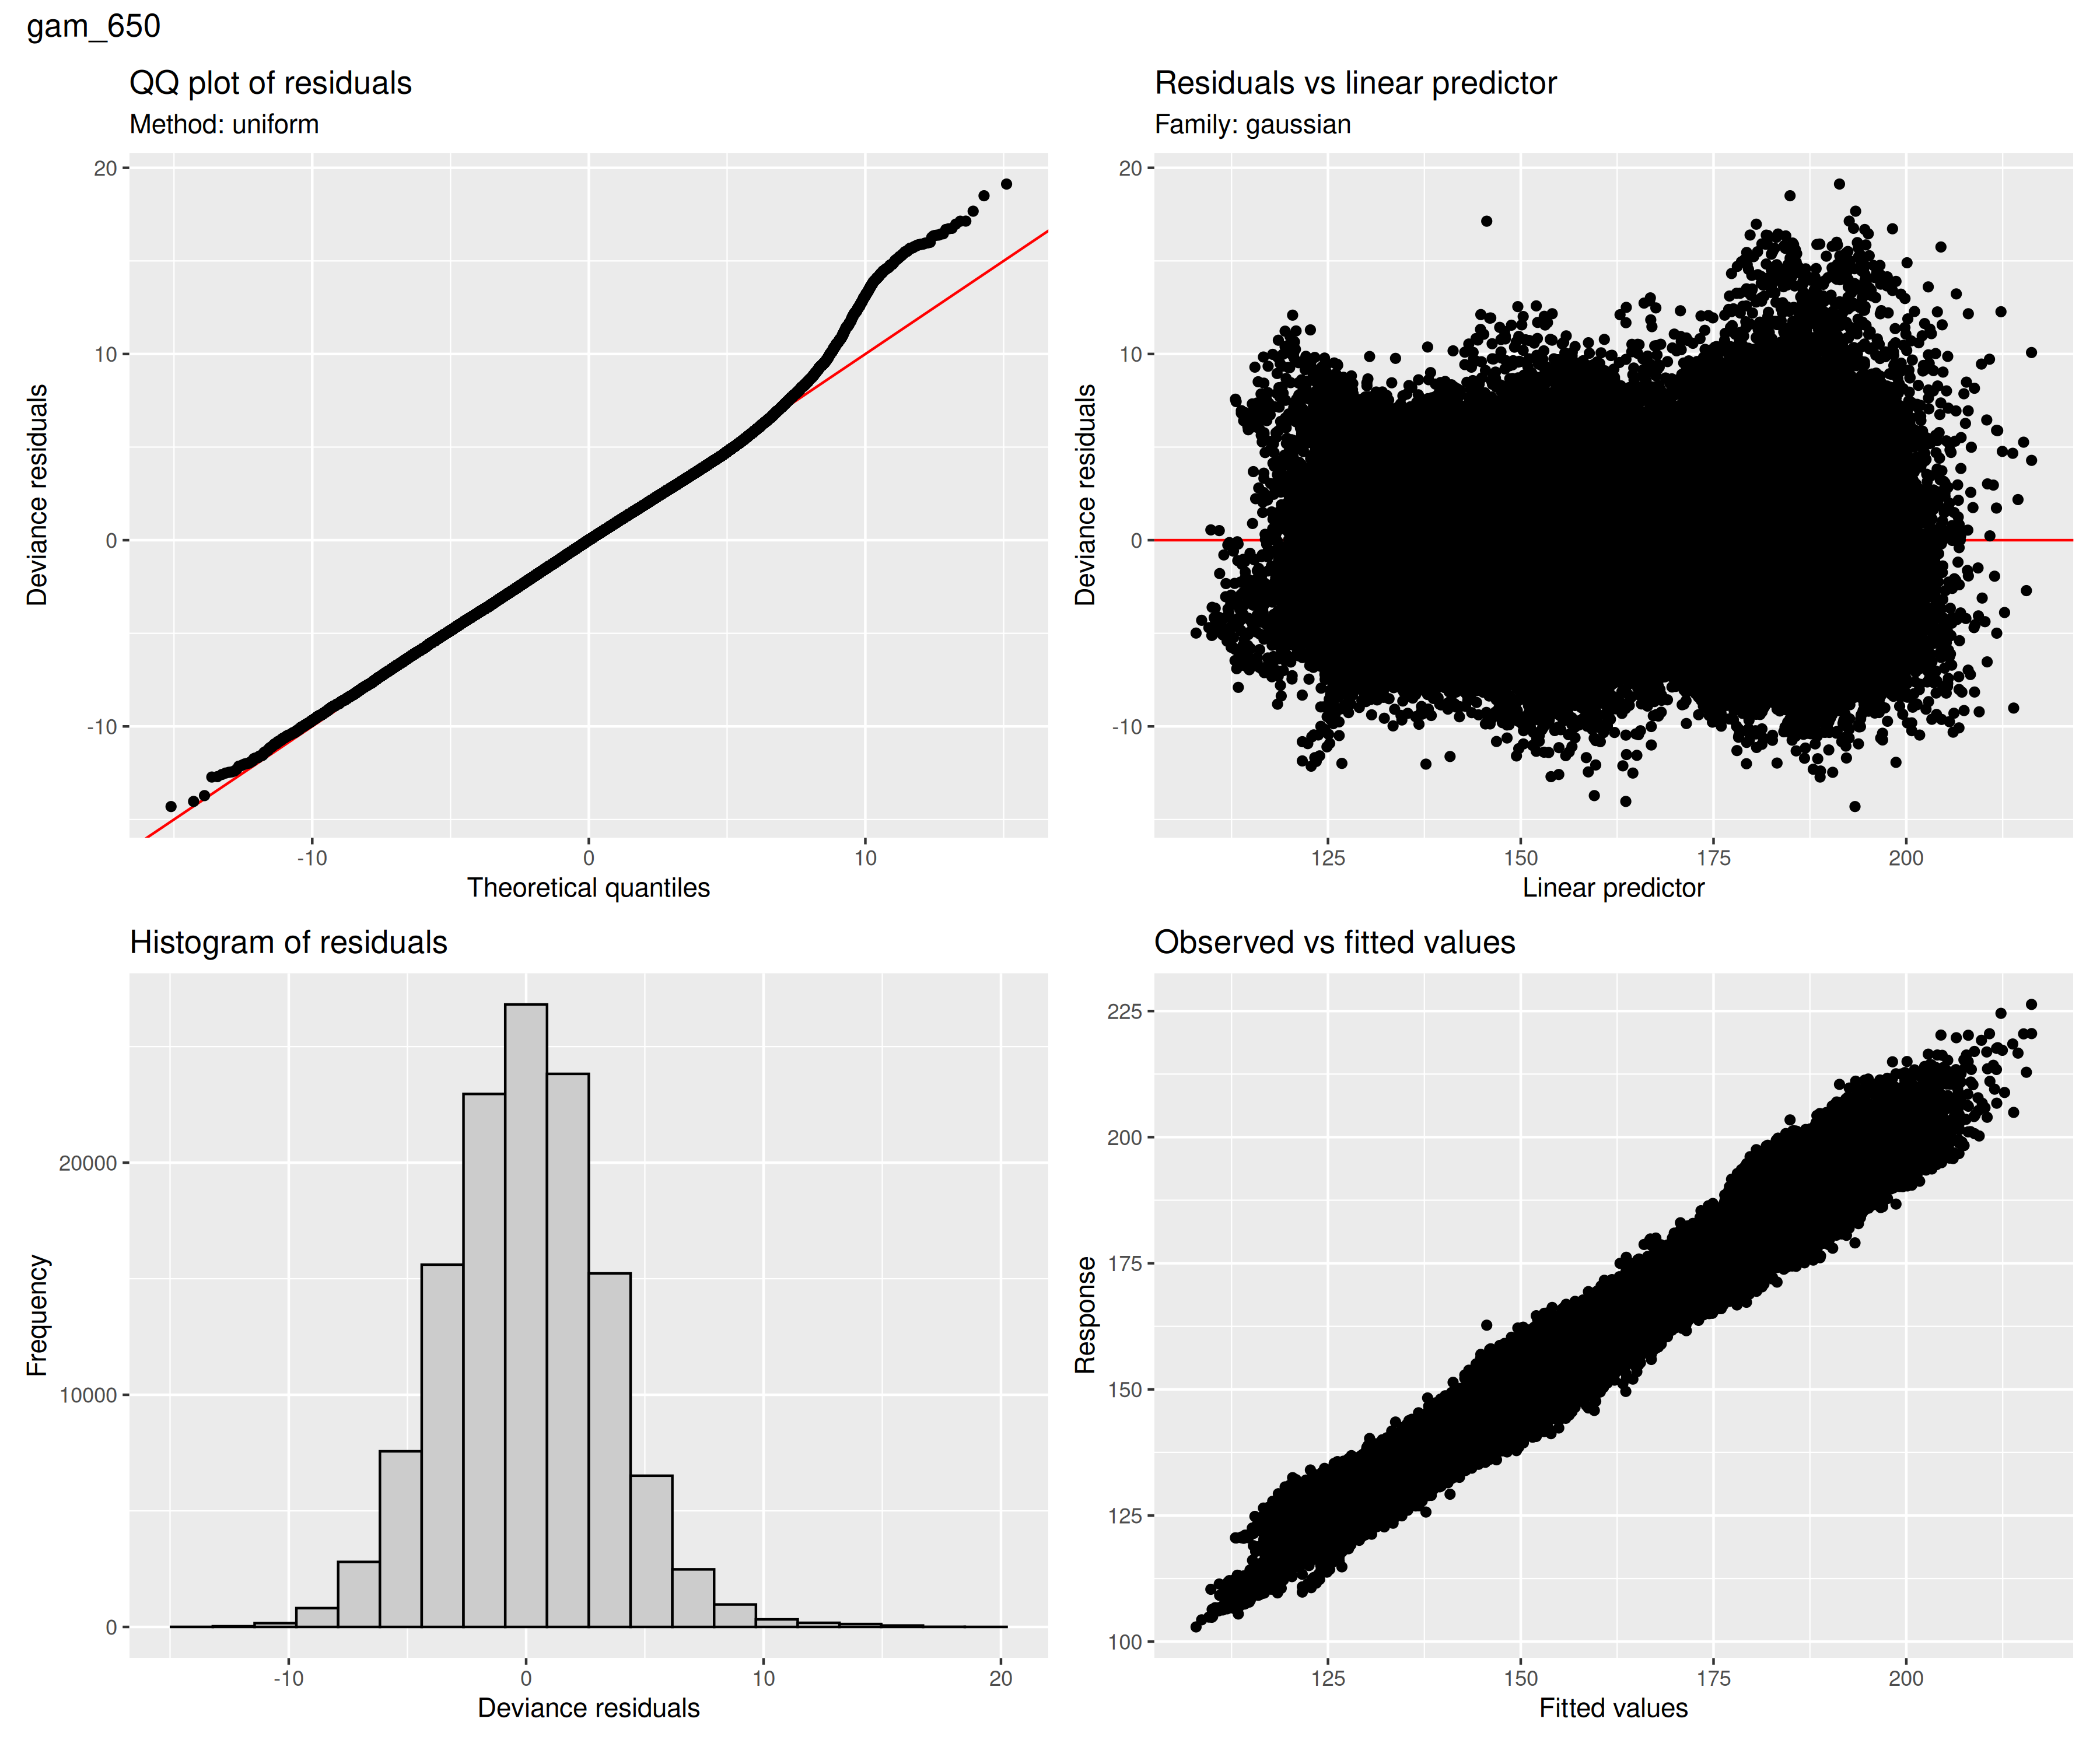 gam_650
QQ plot of residuals
Method: uniform
20
10
0
-10
Deviance residuals
-10
0
10
Theoretical quantiles
Residuals vs linear predictor
Family: gaussian
20
10
0
-10
Deviance residuals
125
150
175
200
Linear predictor
Histogram of residuals
20000
10000
0
Frequency
-10
0
10
20
Deviance residuals
Observed vs fitted values
225
200
175
150
125
100
Response
125
150
175
200
Fitted values